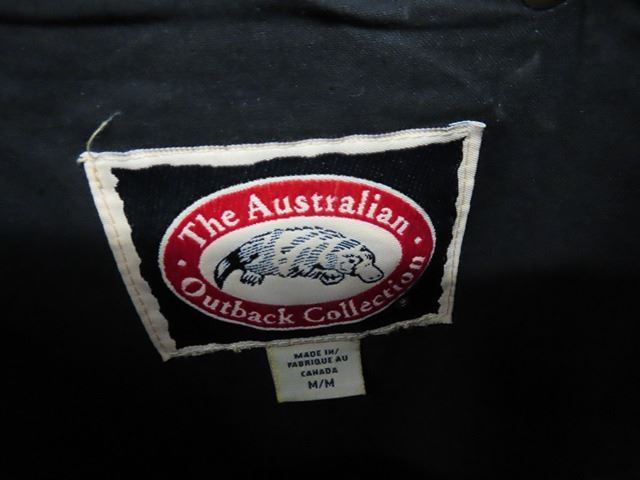 The Australian
Outback Collection
MADE IN/
FABRIQUE AU
CANADA
M/M